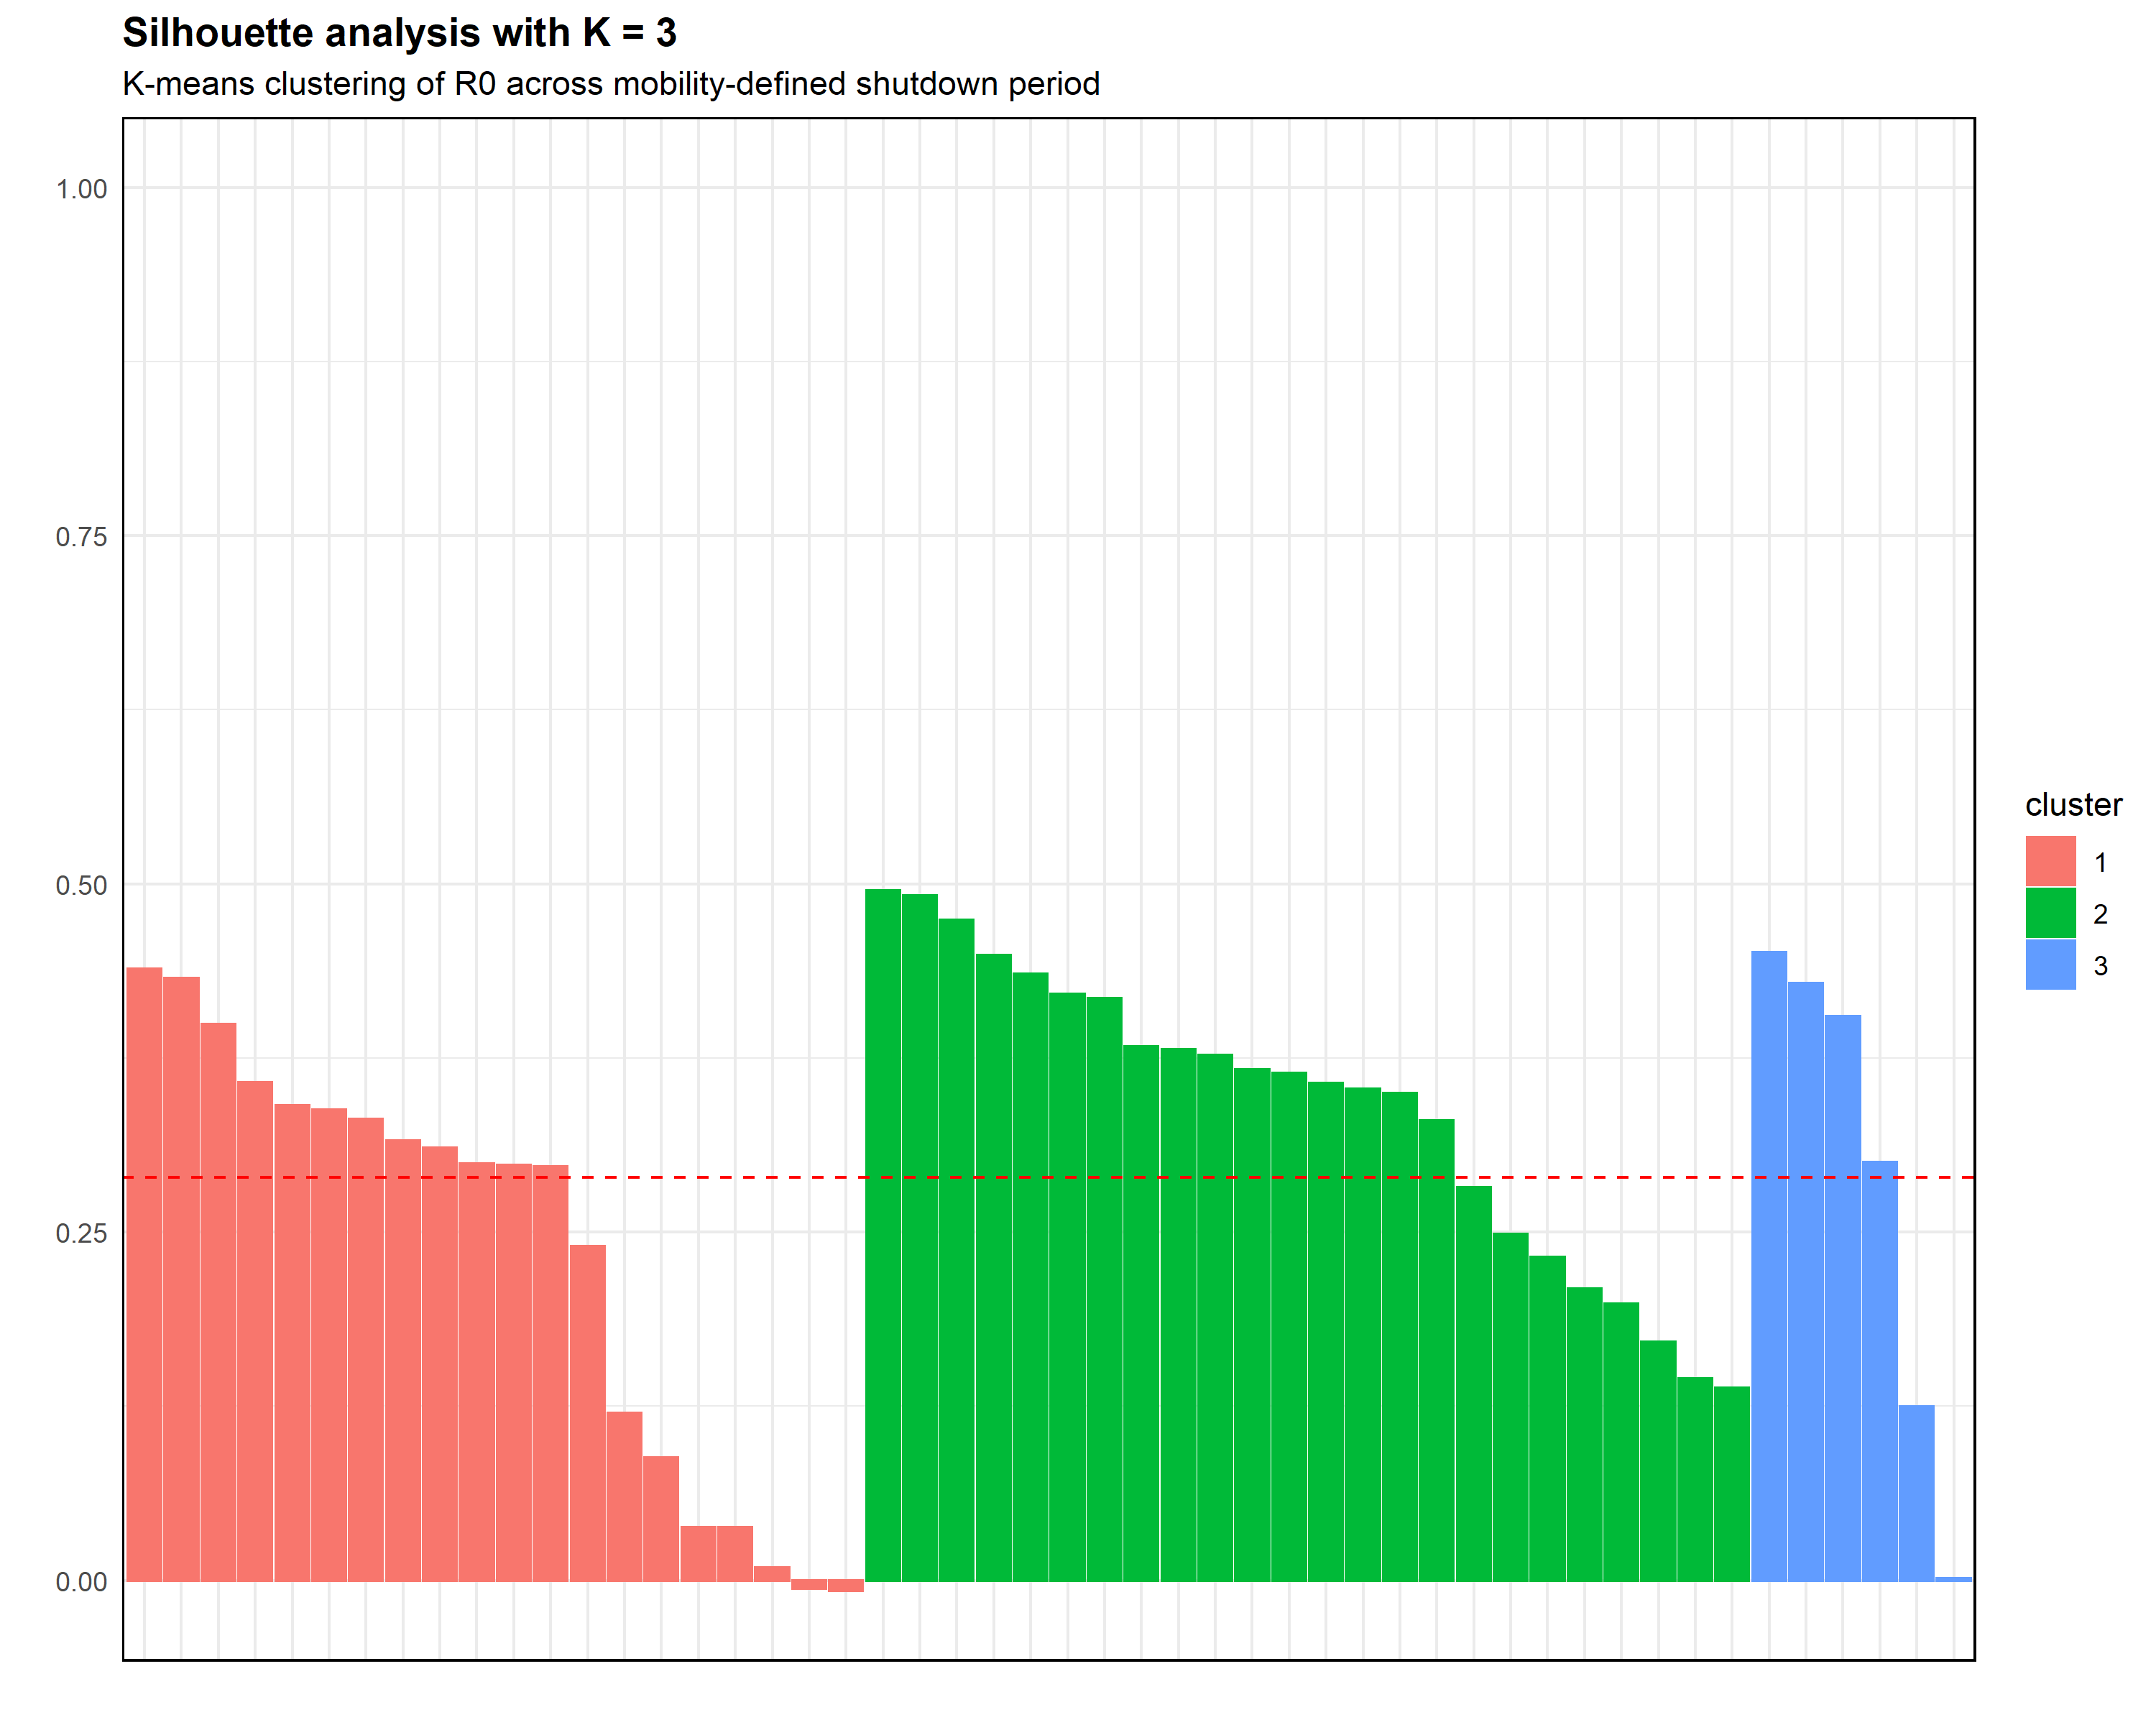 Silhouette analysis with K = 3
K-means clustering of R0 across mobility-defined shutdown period
1.00
0.75
0.50
0.25
0.00
cluster
1
2
3